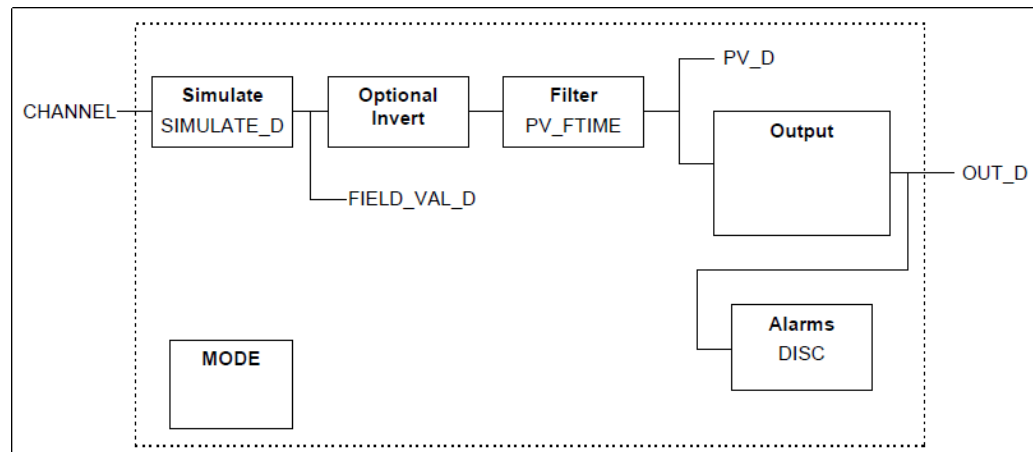 PV_D
Simulate
SIMULATE_D
Optional
Invert
Filter
PV_FTIME
CHANNEL
Output
OUT_D
FIELD_VAL_D
Alarms
DISC
MODE